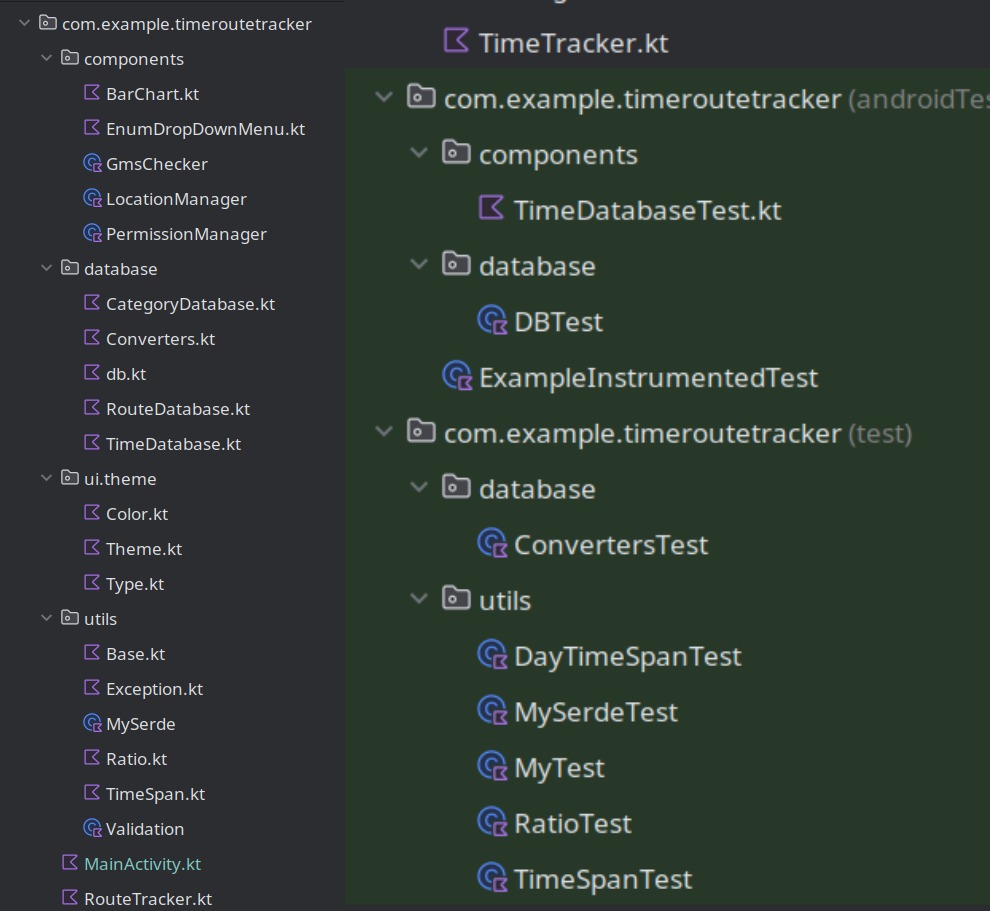 com.example.timeroutetracker
components
BarChart.kt
EnumDropDownMenu.kt
GmsChecker
LocationManager
PermissionManager
database
CategoryDatabase.kt
Converters.kt
db.kt
RouteDatabase.kt
TimeDatabase.kt
ui.theme
Color.kt
Theme.kt
Type.kt
utils
Base.kt
Exception.kt
MySerde
Ratio.kt
TimeSpan.kt
Validation
MainActivity.kt
RouteTracker.kt
TimeTracker.kt
com.example.timeroutetracker (androidTes
components
TimeDatabaseTest.kt
database
DBTest
ExampleInstrumentedTest
com.example.timeroutetracker (test)
database
ConvertersTest
utils
DayTimeSpanTest
MySerdeTest
MyTest
RatioTest
TimeSpanTest